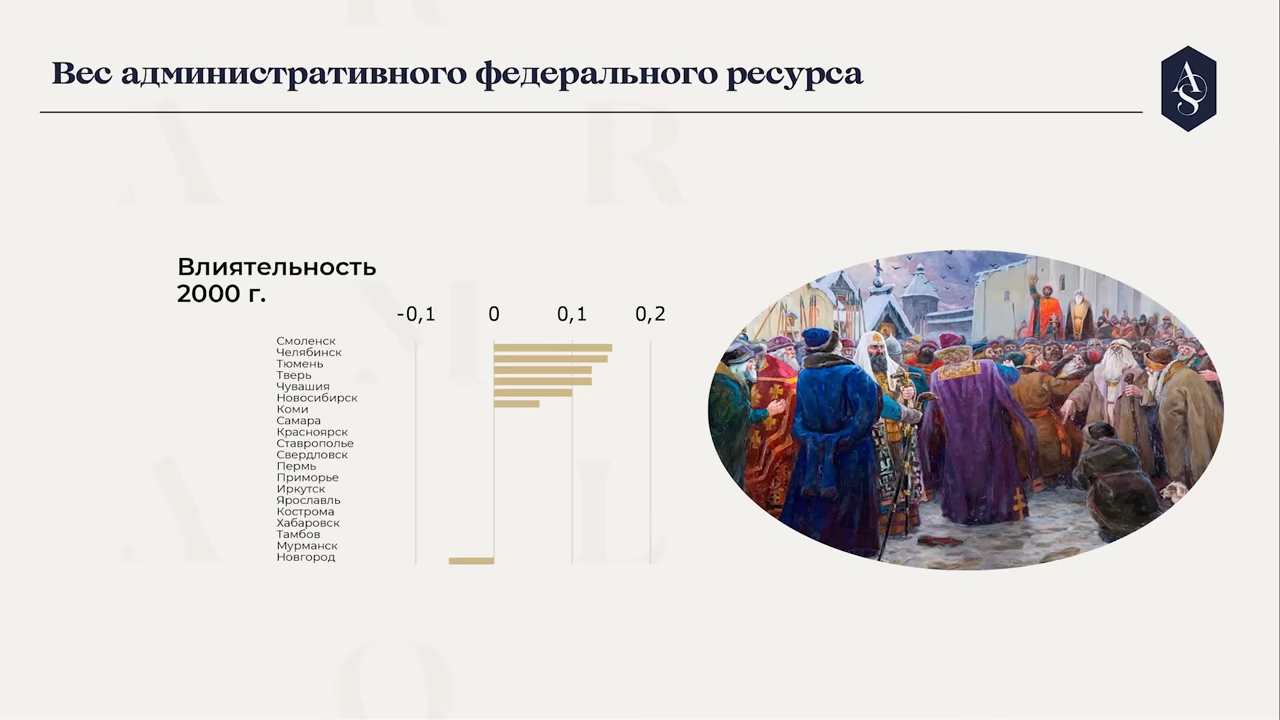 Вес административного федерального ресурса
AS
Влиятельность
2000 г.
-0,1 0 0,1 0,2
Смоленск
Челябинск
Тюмень
Тверь
Чувашия
Новосибирск
Коми
Самара
Красноярск
Ставрополье
Свердловск
Пермь
Приморье
Иркутск
Ярославль
Кострома
Хабаровск
Тамбов
Мурманск
Новгород